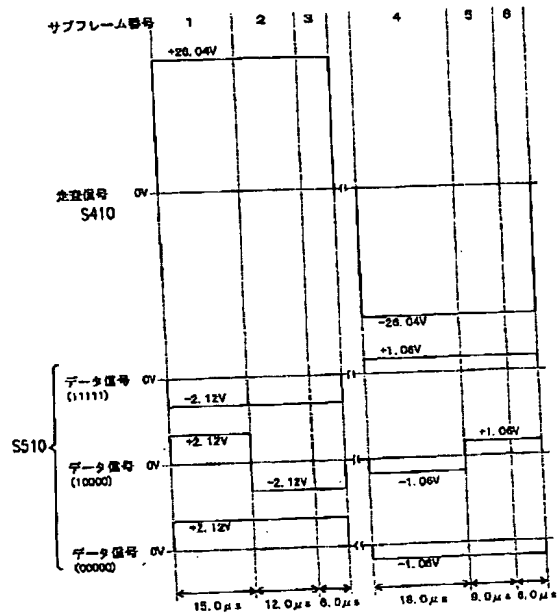 サブフレーム番号 1 2 3 4 5 6
+26.04V
走査信号 0V
S410
-26.04V
+1.06V
データ信号 0V
(11111)
-2.12V
S510
+2.12V
+1.06V
データ信号 0V
(10000)
-2.12V
-1.06V
+2.12V
データ信号 0V
(00000)
-1.06V
15.0μs 12.0μs 6.0μs 18.0μs 9.0μs 6.0μs